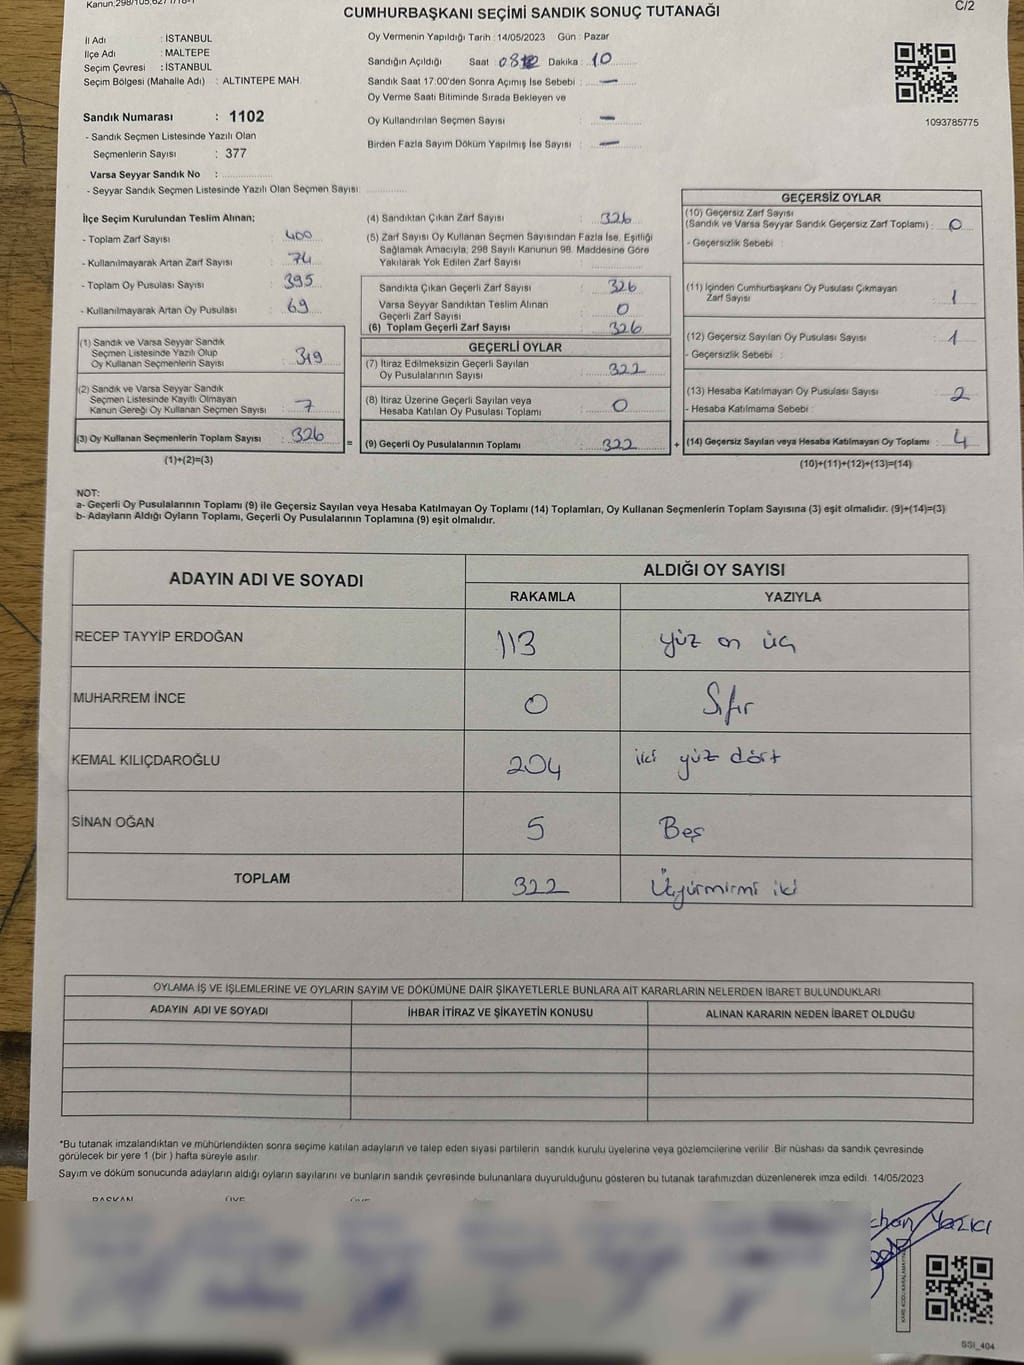 CUMHURBAŞKANI SEÇİMİ SANDIK SONUÇ TUTANAĞI
C/2
İl Adı : İSTANBUL
İlçe Adı : MALTEPE
Seçim Çevresi : İSTANBUL
Seçim Bölgesi (Mahalle Adı) : ALTINTEPE MAH.
Sandık Numarası : 1102
- Sandık Seçmen Listesinde Yazılı Olan
Seçmenlerin Sayısı : 377
Varsa Seyyar Sandık No :
- Seyyar Sandık Seçmen Listesinde Yazılı Olan Seçmen Sayısı:
Oy Vermenin Yapıldığı Tarih : 14/05/2023 Gün : Pazar
Sandığın Açıldığı Saat : Dakika : 10
Sandık Saat 17:00'den Sonra Açımış İse Sebebi : —
Oy Verme Saati Bitiminde Sırada Bekleyen ve
Oy Kullandırılan Seçmen Sayısı : —
Birden Fazla Sayım Döküm Yapılmış İse Sayısı : —
1093785775
İlçe Seçim Kurulundan Teslim Alınan;
- Toplam Zarf Sayısı : 400
- Kullanılmayarak Artan Zarf Sayısı : 74
- Toplam Oy Pusulası Sayısı : 395
- Kullanılmayarak Artan Oy Pusulası : 69
(1) Sandık ve Varsa Seyyar Sandık
Seçmen Listesinde Yazılı Olup
Oy Kullanan Seçmenlerin Sayısı : 319
(2) Sandık ve Varsa Seyyar Sandık
Seçmen Listesinde Kayıtlı Olmayan
Kanun Gereği Oy Kullanan Seçmen Sayısı : 7
(3) Oy Kullanan Seçmenlerin Toplam Sayısı : 326
(1)+(2)=(3)
=
(4) Sandıktan Çıkan Zarf Sayısı : 326
(5) Zarf Sayısı Oy Kullanan Seçmen Sayısından Fazla İse, Eşitliği
Sağlamak Amacıyla; 298 Sayılı Kanunun 98. Maddesine Göre
Yakılarak Yok Edilen Zarf Sayısı :
Sandıkta Çıkan Geçerli Zarf Sayısı : 326
Varsa Seyyar Sandıktan Teslim Alınan
Geçerli Zarf Sayısı : 0
(6) Toplam Geçerli Zarf Sayısı : 326
GEÇERLİ OYLAR
(7) İtiraz Edilmeksizin Geçerli Sayılan
Oy Pusulalarının Sayısı : 322
(8) İtiraz Üzerine Geçerli Sayılan veya
Hesaba Katılan Oy Pusulası Toplamı : 0
(9) Geçerli Oy Pusulalarının Toplamı : 322
+
GEÇERSİZ OYLAR
(10) Geçersiz Zarf Sayısı
(Sandık ve Varsa Seyyar Sandık Geçersiz Zarf Toplamı) : 0
- Geçersizlik Sebebi :
(11) İçinden Cumhurbaşkanı Oy Pusulası Çıkmayan
Zarf Sayısı : 1
(12) Geçersiz Sayılan Oy Pusulası Sayısı : 1
- Geçersizlik Sebebi :
(13) Hesaba Katılmayan Oy Pusulası Sayısı : 2
- Hesaba Katılmama Sebebi :
(14) Geçersiz Sayılan veya Hesaba Katılmayan Oy Toplamı : 4
(10)+(11)+(12)+(13)=(14)
NOT:
a- Geçerli Oy Pusulalarının Toplamı (9) ile Geçersiz Sayılan veya Hesaba Katılmayan Oy Toplamı (14) Toplamları, Oy Kullanan Seçmenlerin Toplam Sayısına (3) eşit olmalıdır. (9)+(14)=(3)
b- Adayların Aldığı Oyların Toplamı, Geçerli Oy Pusulalarının Toplamına (9) eşit olmalıdır.
ADAYIN ADI VE SOYADI
ALDIĞI OY SAYISI
RAKAMLA YAZIYLA
RECEP TAYYİP ERDOĞAN 113 yüz on üç
MUHARREM İNCE 0 Sıfır
KEMAL KILIÇDAROĞLU 204 iki yüz dört
SİNAN OĞAN 5 Beş
TOPLAM 322 Üçyürmirmi iki
OYLAMA İŞ VE İŞLEMLERİNE VE OYLARIN SAYIM VE DÖKÜMÜNE DAİR ŞİKAYETLERLE BUNLARA AİT KARARLARIN NELERDEN İBARET BULUNDUKLARI
ADAYIN ADI VE SOYADI İHBAR İTİRAZ VE ŞİKAYETİN KONUSU ALINAN KARARIN NEDEN İBARET OLDUĞU
*Bu tutanak imzalandıktan ve mühürlendikten sonra seçime katılan adayların ve talep eden siyasi partilerin sandık kurulu üyelerine veya gözlemcilerine verilir. Bir nüshası da sandık çevresinde
görülecek bir yere 1 (bir) hafta süreyle asılır.
Sayım ve döküm sonucunda adayların aldığı oyların sayılarını ve bunların sandık çevresinde bulunanlara duyurulduğunu gösteren bu tutanak tarafımızdan düzenlenerek imza edildi. 14/05/2023
BAŞKAN ÜYE ÜYE
Yazıcı
SSİ_404